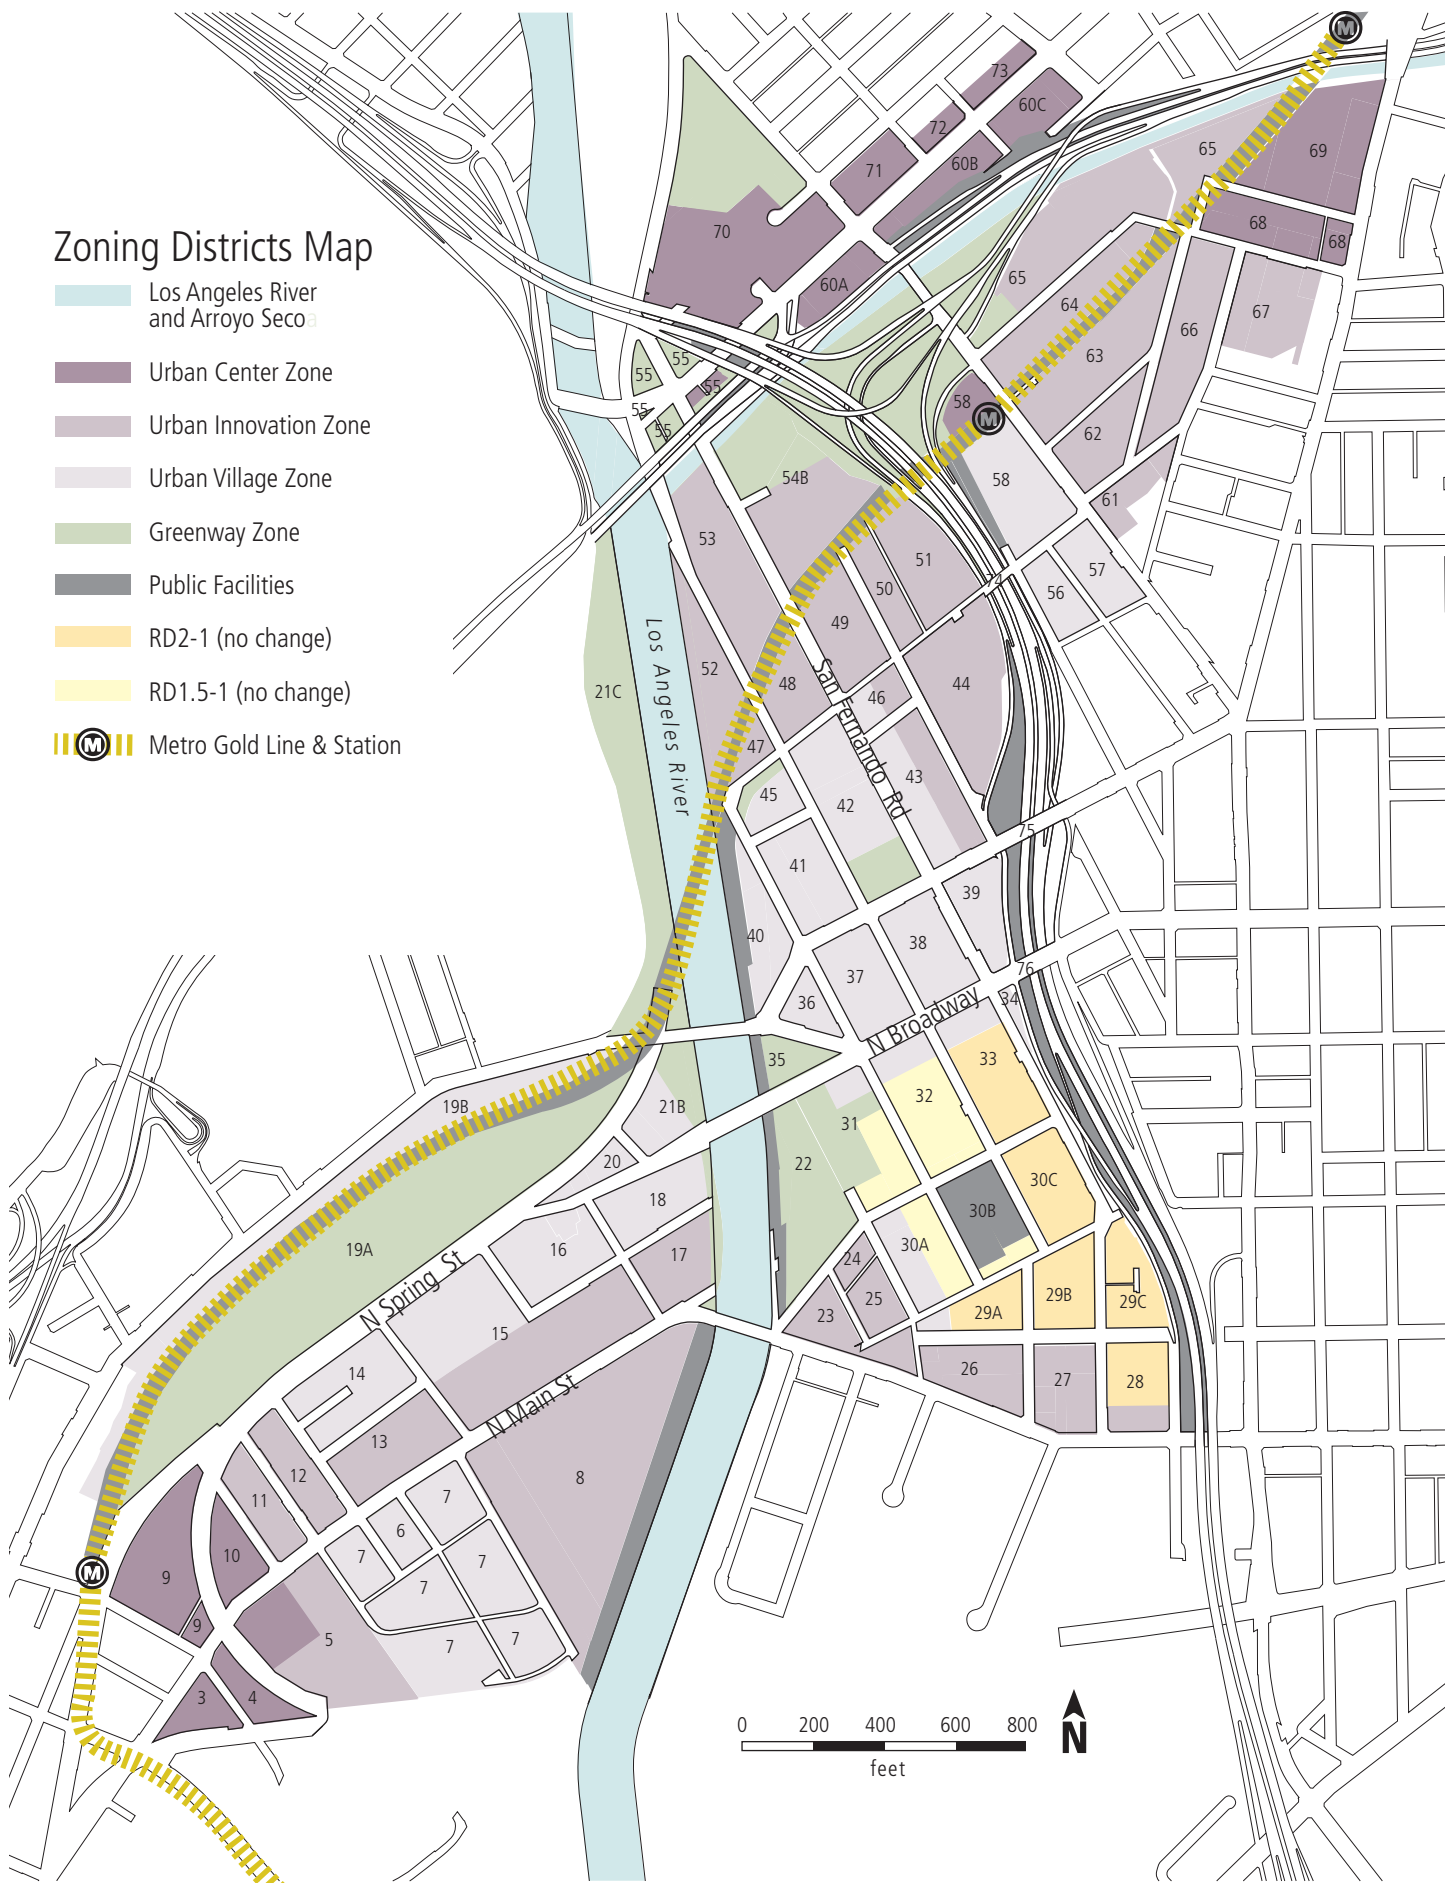 Zoning Districts Map
Los Angeles River
and Arroyo Secoa
Urban Center Zone
Urban Innovation Zone
Urban Village Zone
Greenway Zone
Public Facilities
RD2-1 (no change)
RD1.5-1 (no change)
M Metro Gold Line & Station
M
73
60C
72
60B
71
65
69
70
68
68
60A
65
64
67
66
63
55
55
55
55
55
58
M
62
54B
58
61
53
51
50
74
57
56
49
Los Angeles River
52
48
San Fernando Rd
46
44
21C
47
43
45
42
75
41
39
40
38
37
76
36
34
N Broadway
35
33
32
19B
21B
31
20
22
30C
18
30B
19A
16
17
30A
24
N Spring St
25
29B
29C
29A
23
15
14
26
27
28
N Main St
13
12
8
11
7
6
10
7
7
9
7
M
9
5
7
7
3
4
0 200 400 600 800
feet
N